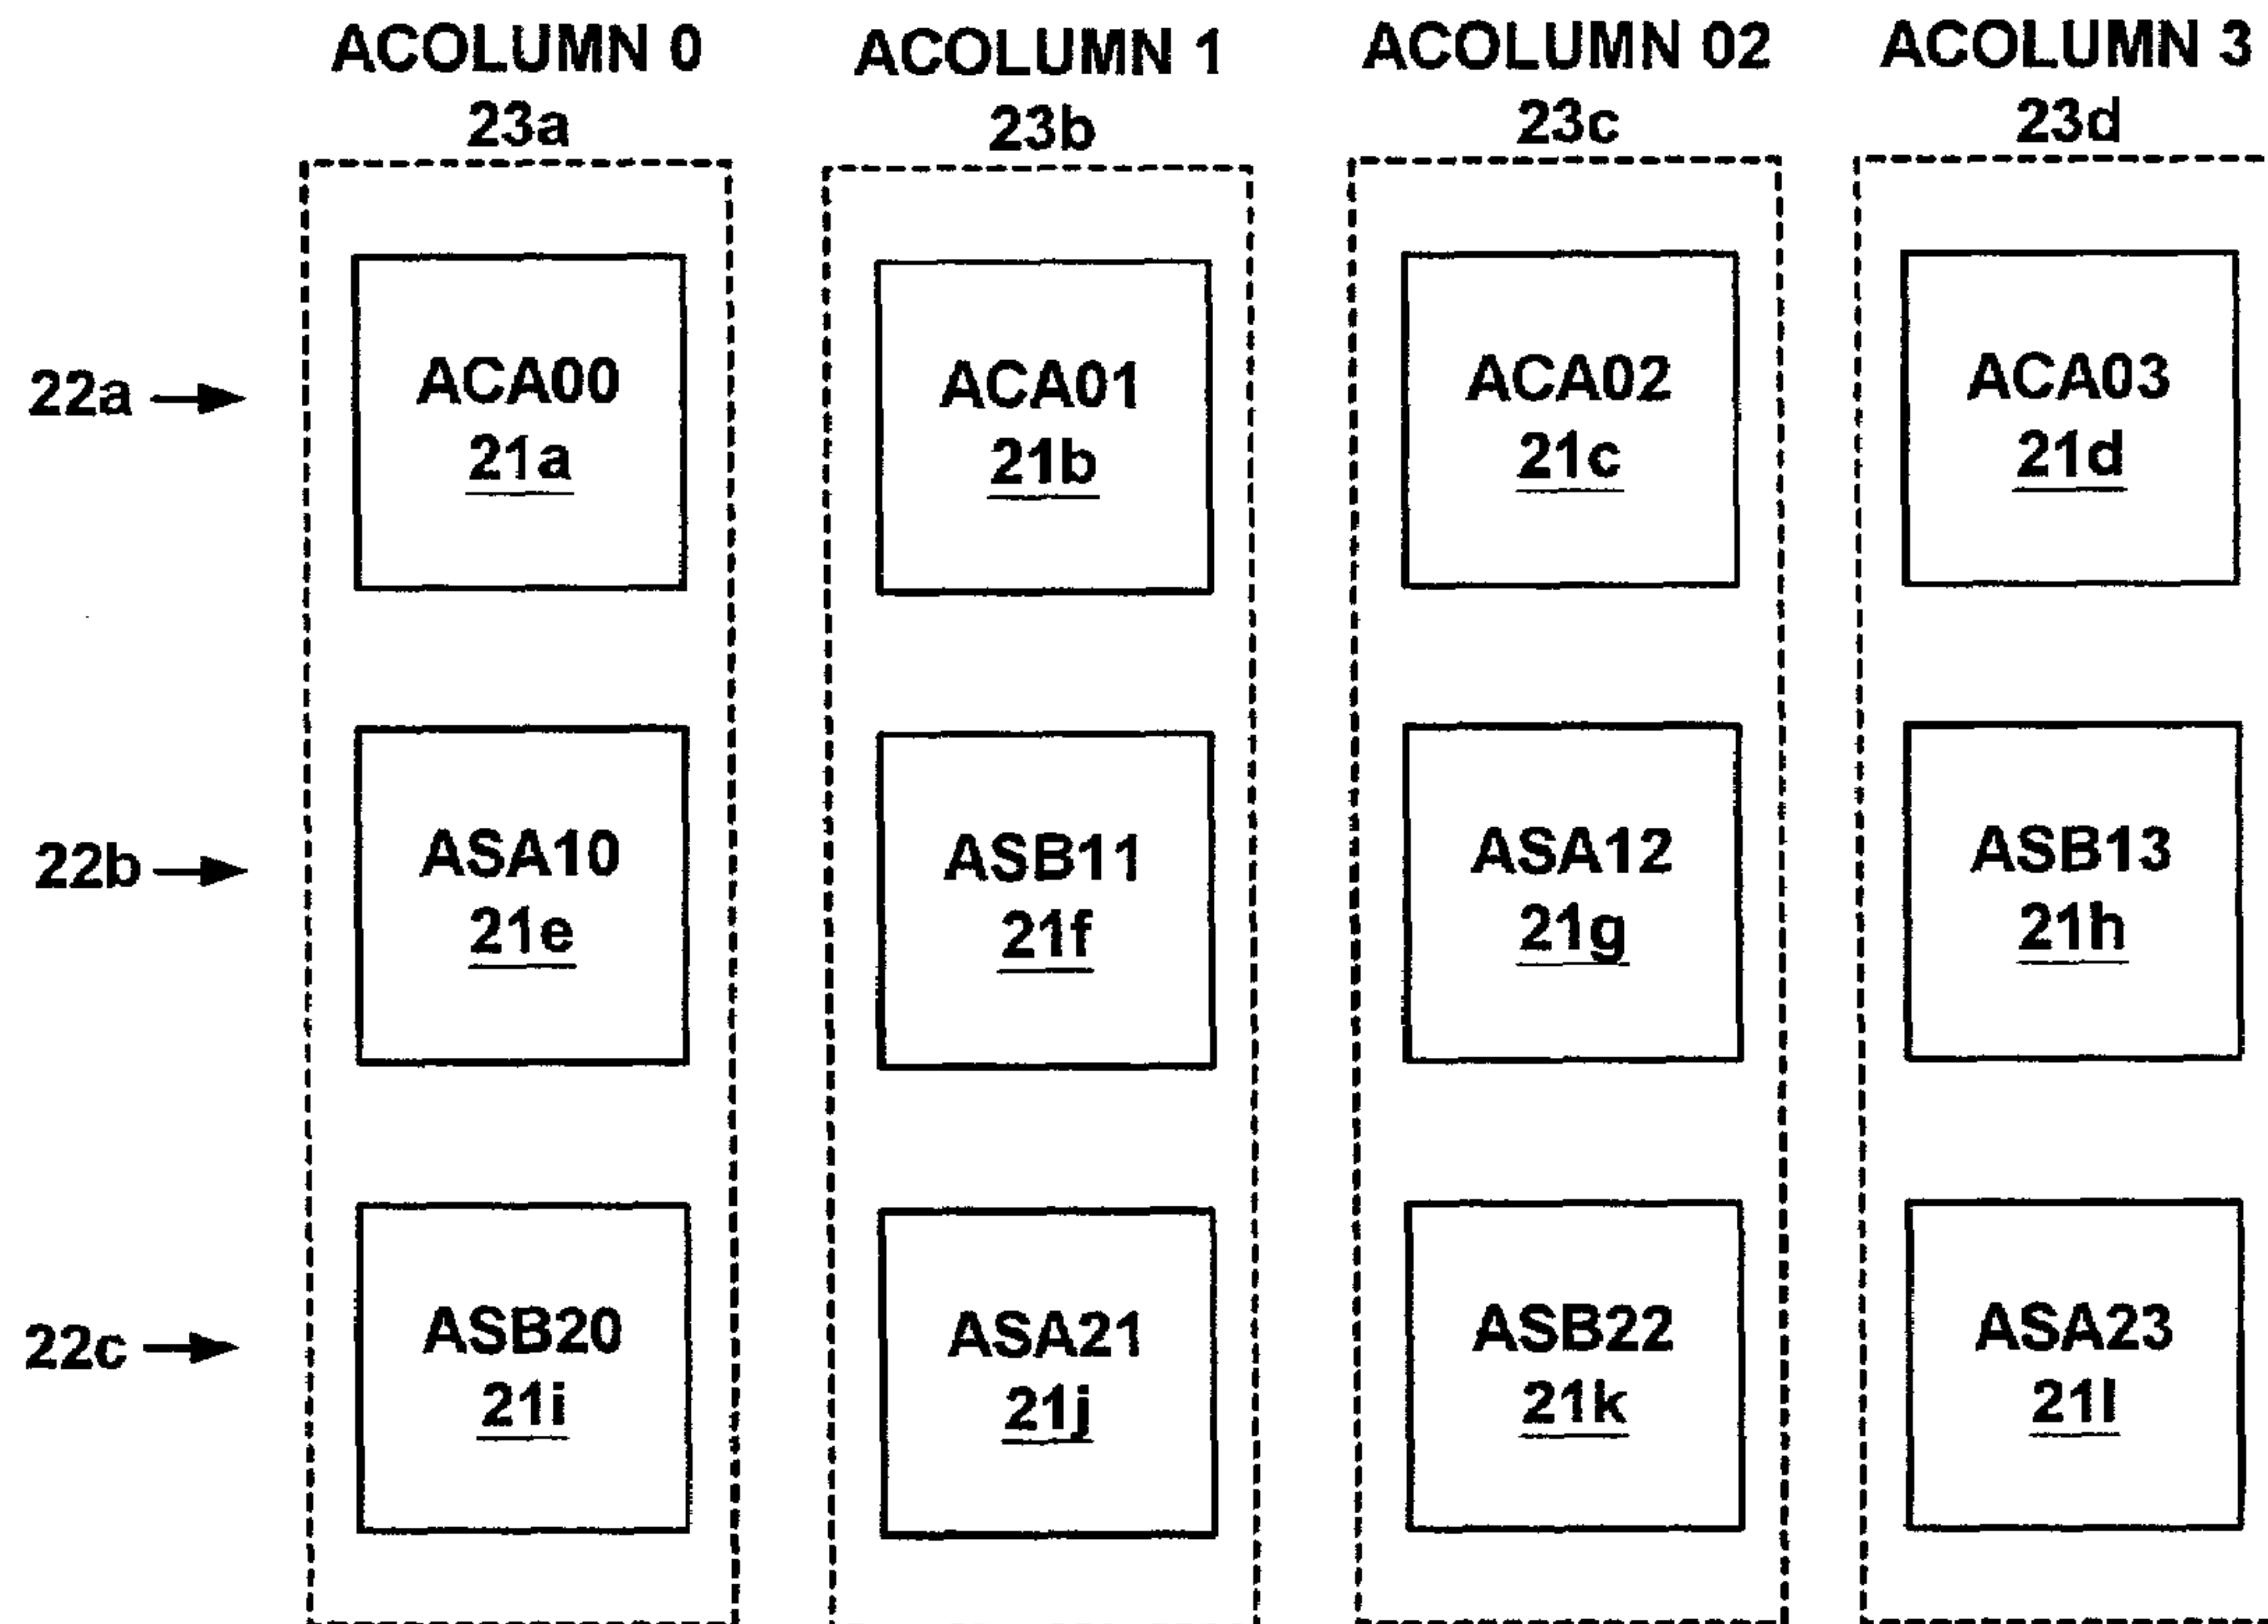 ACOLUMN 0 ACOLUMN 1 ACOLUMN 02 ACOLUMN 3
23a 23b 23c 23d
ACA00 ACA01 ACA02 ACA03
22a
21a 21b 21c 21d
ASA10 ASB11 ASA12 ASB13
22b
21e 21f 21g 21h
ASB20 ASA21 ASB22 ASA23
22c
21i 21j 21k 21l